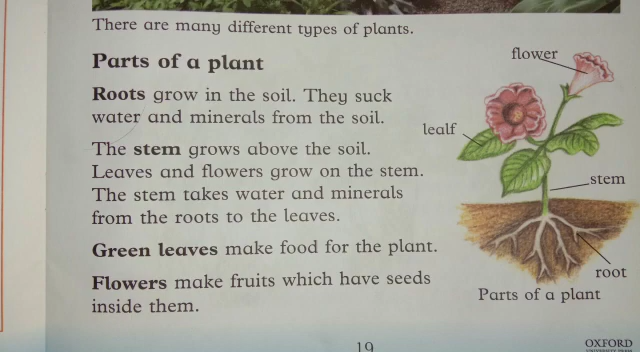 There are many different types of plants.
Parts of a plant
Roots grow in the soil. They suck
water and minerals from the soil.
The stem grows above the soil.
Leaves and flowers grow on the stem.
The stem takes water and minerals
from the roots to the leaves.
Green leaves make food for the plant.
Flowers make fruits which have seeds
inside them.
flower
lealf
stem
root
Parts of a plant
19
OXFORD
UNIVERSITY PRESS